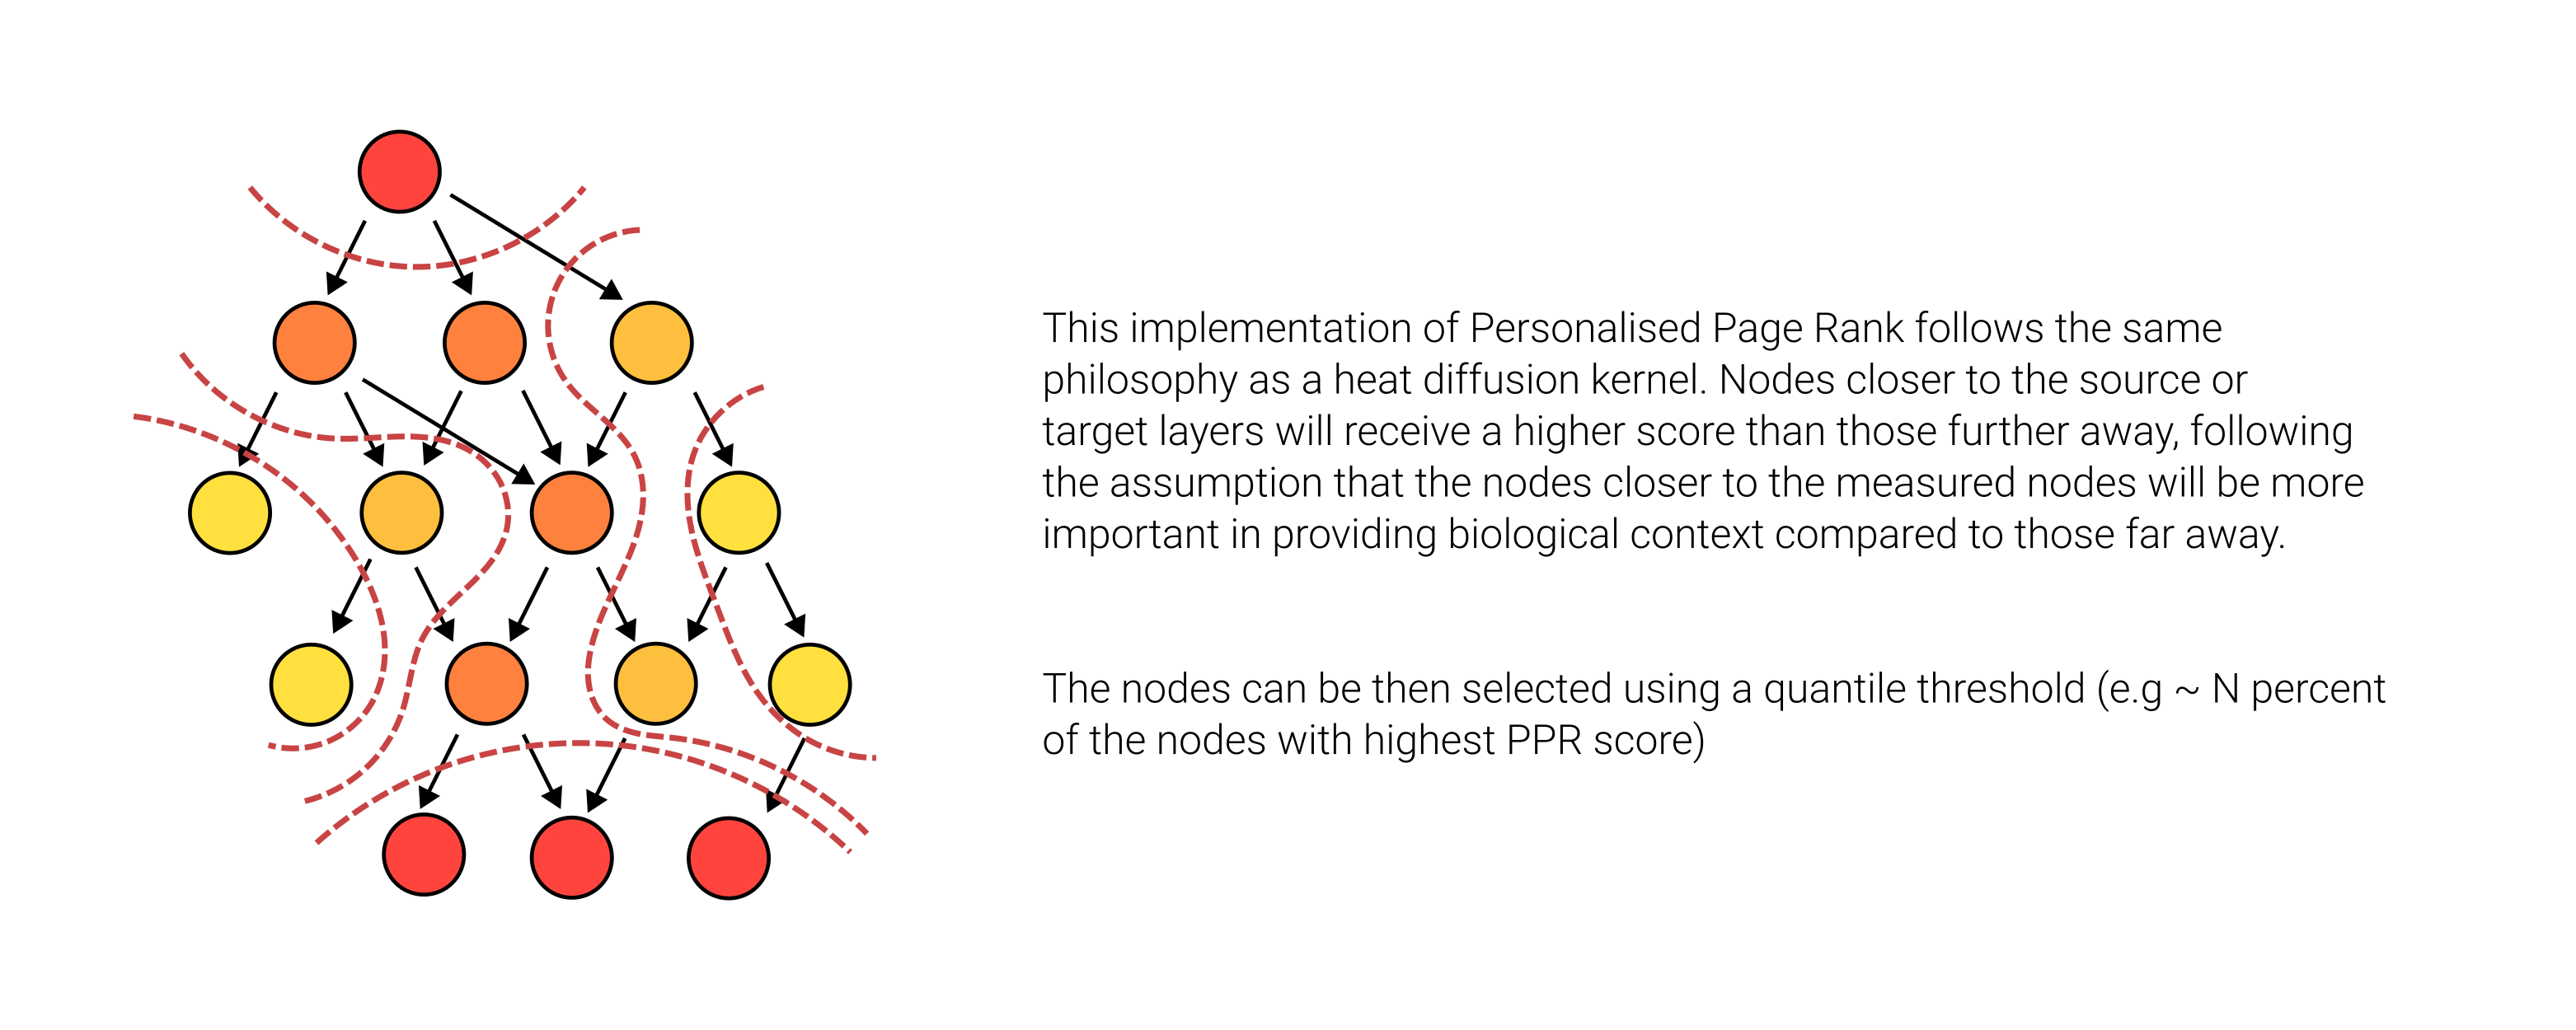 This implementation of Personalised Page Rank follows the same
philosophy as a heat diffusion kernel. Nodes closer to the source or
target layers will receive a higher score than those further away, following
the assumption that the nodes closer to the measured nodes will be more
important in providing biological context compared to those far away.
The nodes can be then selected using a quantile threshold (e.g ~ N percent
of the nodes with highest PPR score)